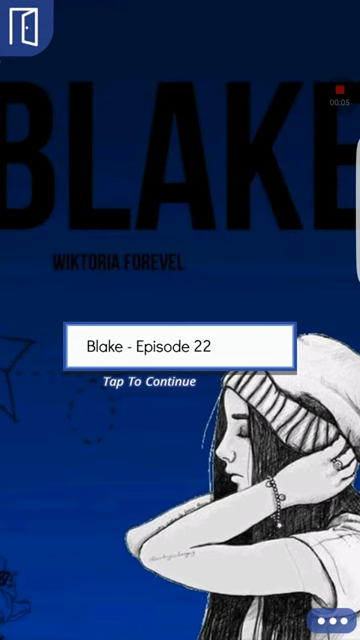 BLAKE
00:05
WIKTORIA FOREVEL
Blake - Episode 22
Tap To Continue